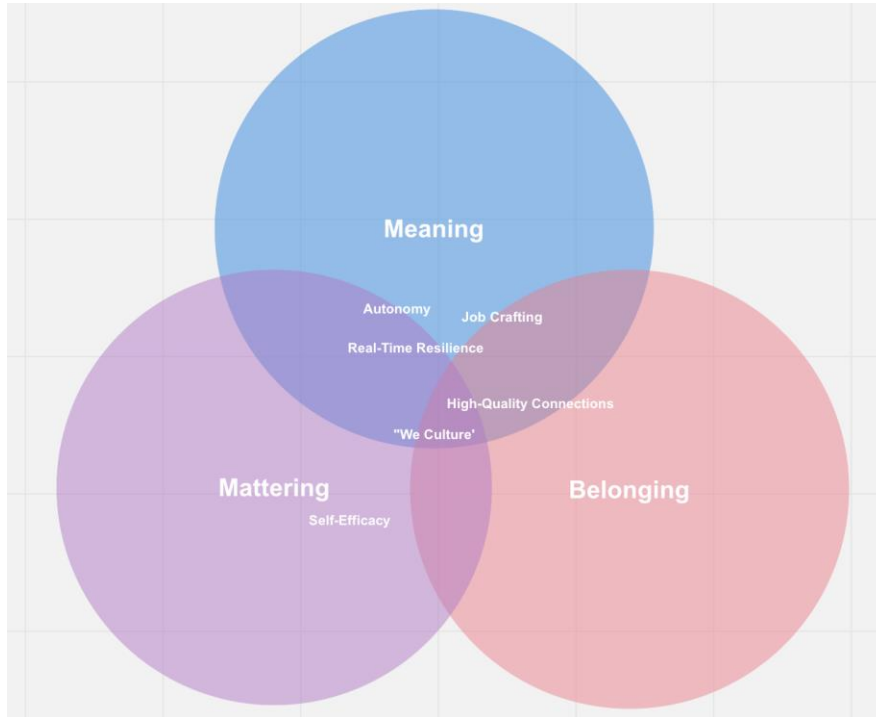 Meaning
Autonomy
Job Crafting
Real-Time Resilience
High-Quality Connections
"We Culture'
Mattering
Belonging
Self-Efficacy